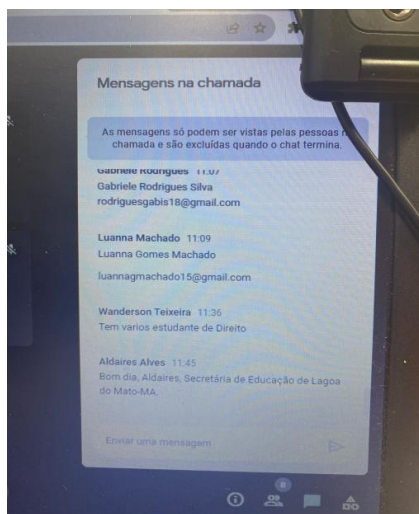 Mensagens na chamada
As mensagens só podem ser vistas pelas pessoas
chamada e são excluídas quando o chat termina.
Gabriele Rodrigues 11:07
Gabriele Rodrigues Silva
rodriguesgabis18@gmail.com
Luanna Machado 11:09
Luanna Gomes Machado
luannagmachado15@gmail.com
Wanderson Teixeira 11:36
Tem varios estudante de Direito
Aldaires Alves 11:45
Bom dia, Aldaires, Secretária de Educação de Lagoa
do Mato-MA.
Enviar uma mensagem